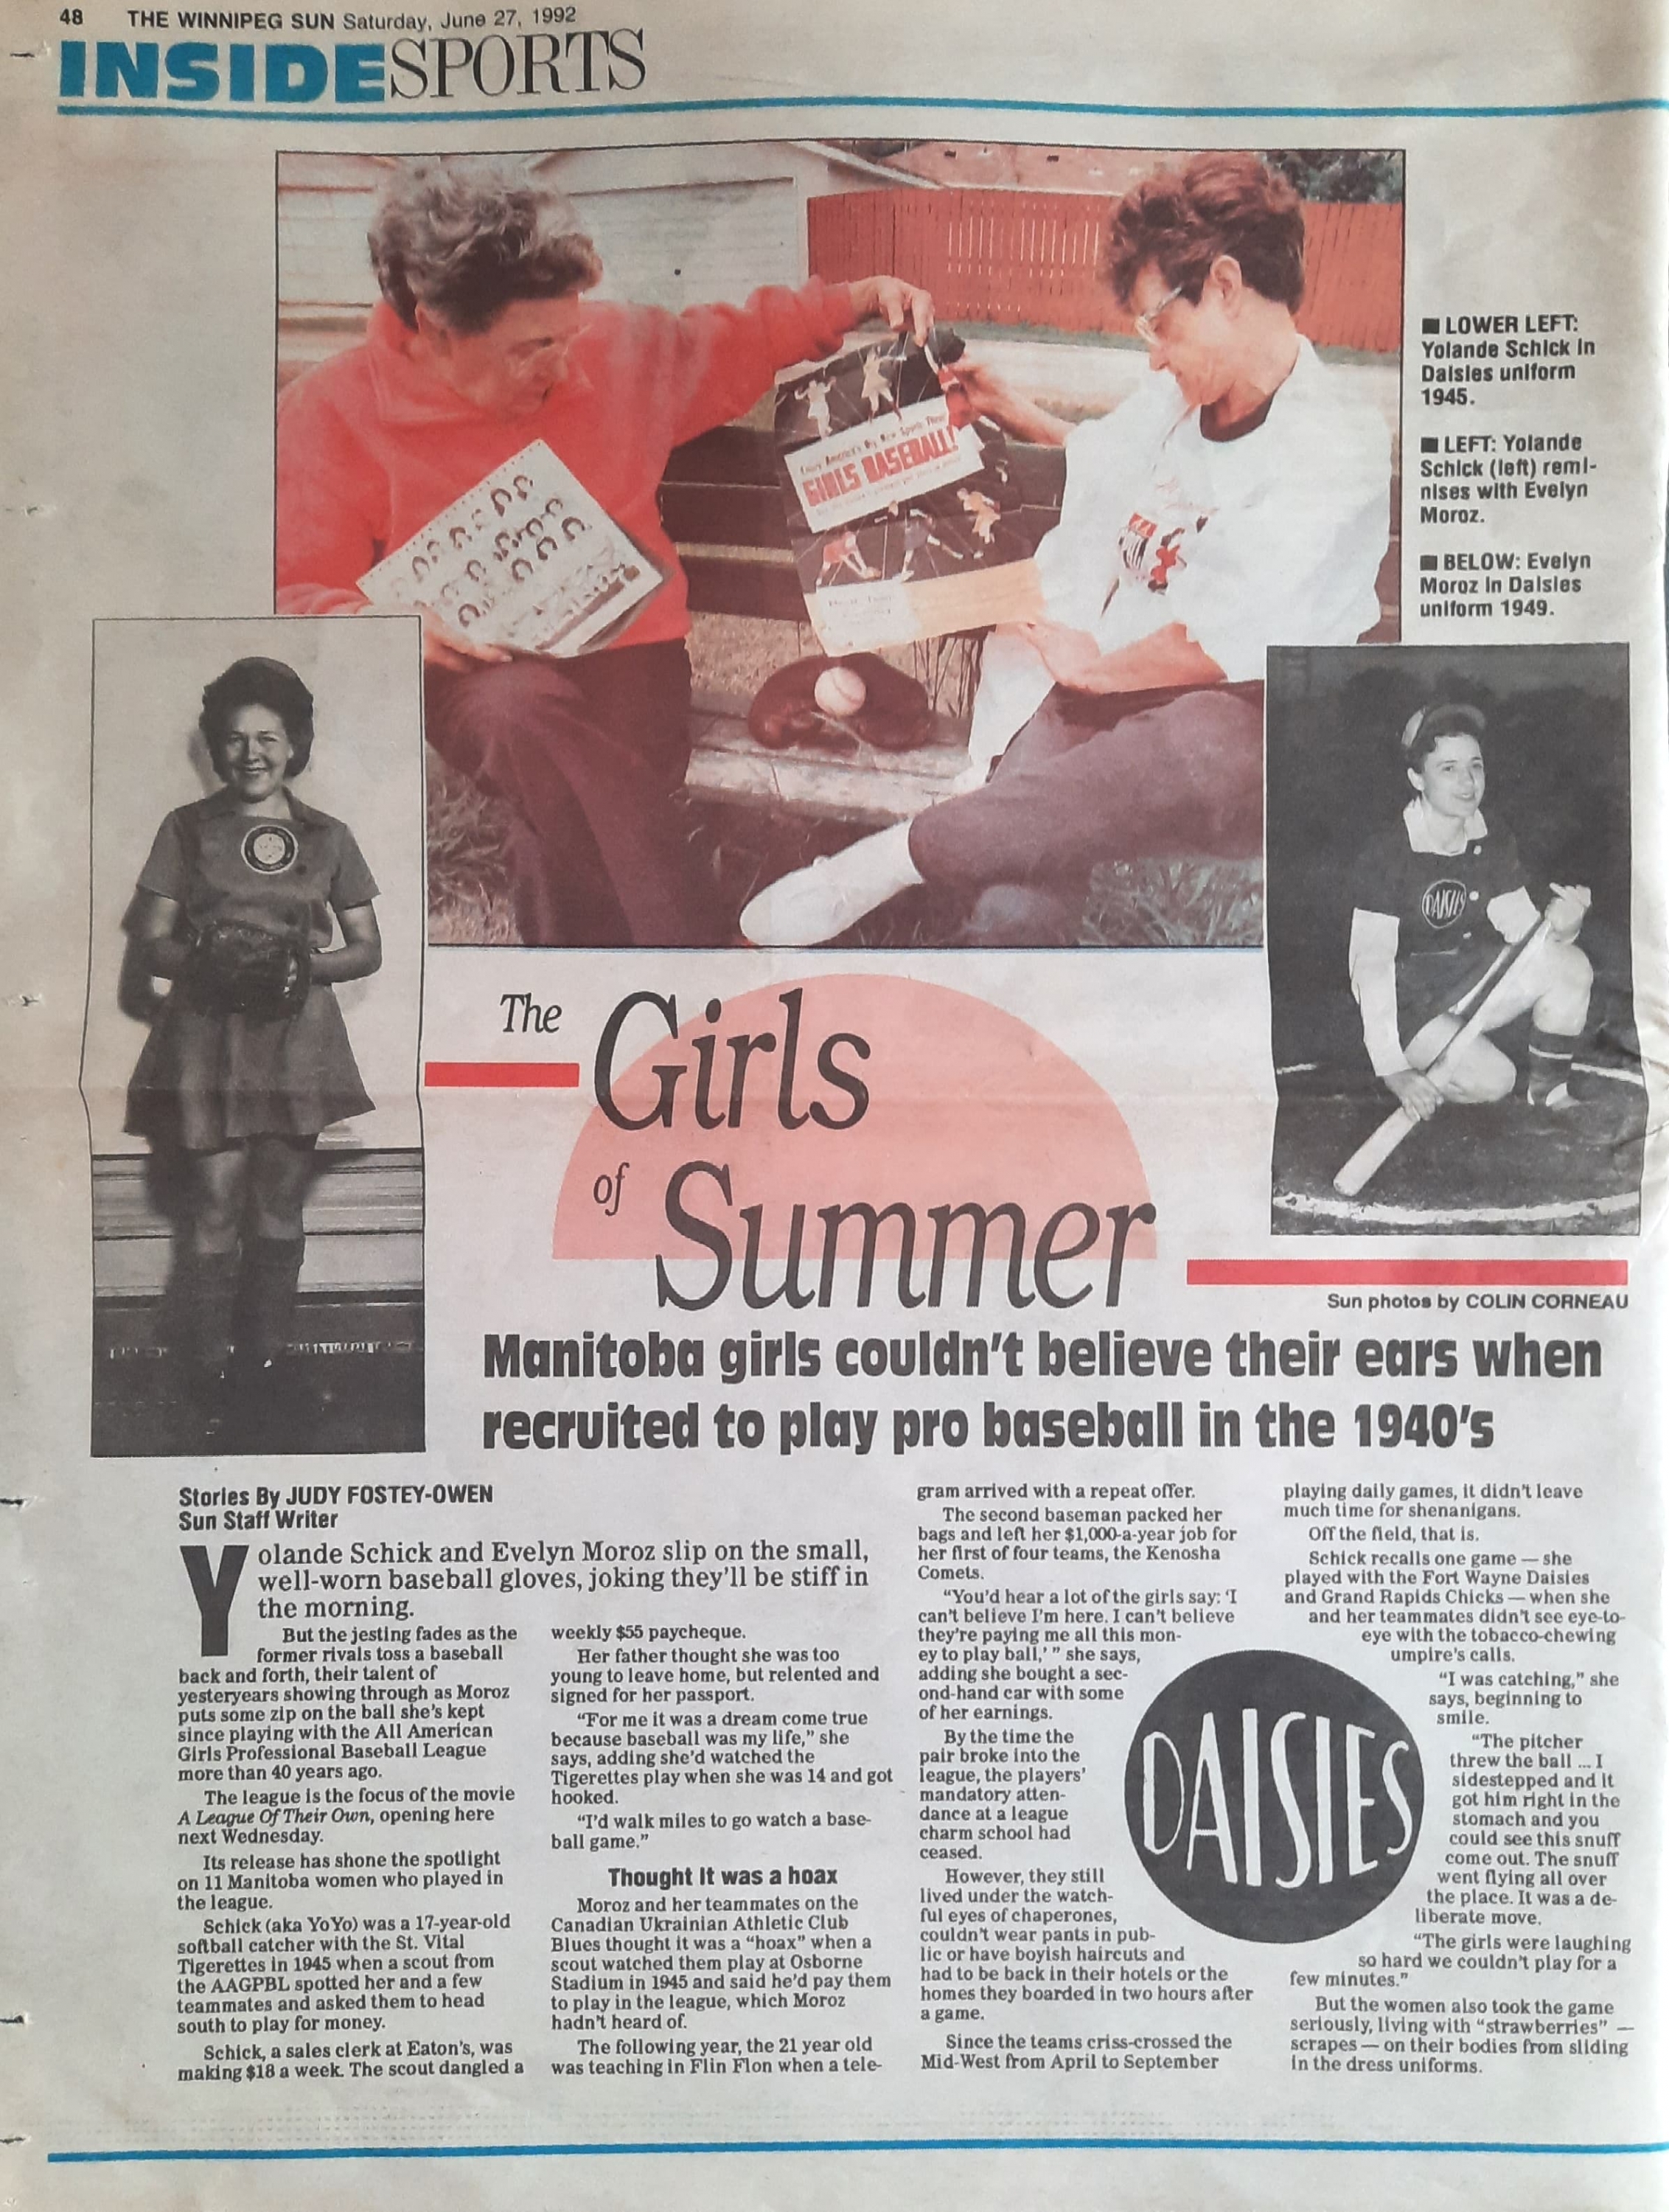 48 THE WINNIPEG SUN Saturday, June 27, 1992
INSIDESPORTS
GIRLS BASEBALL!
■ LOWER LEFT:
Yolande Schick in
Daisies uniform
1945.
■ LEFT: Yolande
Schick (left) remi-
nises with Evelyn
Moroz.
■ BELOW: Evelyn
Moroz in Daisies
uniform 1949.
DAISIES
The
Girls
of
Summer
Sun photos by COLIN CORNEAU
Manitoba girls couldn't believe their ears when
recruited to play pro baseball in the 1940's
Stories By JUDY FOSTEY-OWEN
Sun Staff Writer
Yolande Schick and Evelyn Moroz slip on the small,
well-worn baseball gloves, joking they'll be stiff in
the morning.
But the jesting fades as the
former rivals toss a baseball
back and forth, their talent of
yesteryears showing through as Moroz
puts some zip on the ball she's kept
since playing with the All American
Girls Professional Baseball League
more than 40 years ago.
The league is the focus of the movie
A League Of Their Own, opening here
next Wednesday.
Its release has shone the spotlight
on 11 Manitoba women who played in
the league.
Schick (aka YoYo) was a 17-year-old
softball catcher with the St. Vital
Tigerettes in 1945 when a scout from
the AAGPBL spotted her and a few
teammates and asked them to head
south to play for money.
Schick, a sales clerk at Eaton's, was
making $18 a week. The scout dangled a
weekly $55 paycheque.
Her father thought she was too
young to leave home, but relented and
signed for her passport.
"For me it was a dream come true
because baseball was my life," she
says, adding she'd watched the
Tigerettes play when she was 14 and got
hooked.
"I'd walk miles to go watch a base-
ball game."
Thought it was a hoax
Moroz and her teammates on the
Canadian Ukrainian Athletic Club
Blues thought it was a "hoax" when a
scout watched them play at Osborne
Stadium in 1945 and said he'd pay them
to play in the league, which Moroz
hadn't heard of.
The following year, the 21 year old
was teaching in Flin Flon when a tele-
gram arrived with a repeat offer.
The second baseman packed her
bags and left her $1,000-a-year job for
her first of four teams, the Kenosha
Comets.
"You'd hear a lot of the girls say: 'I
can't believe I'm here. I can't believe
they're paying me all this mon-
ey to play ball,' " she says,
adding she bought a sec-
ond-hand car with some
of her earnings.
By the time the
pair broke into the
league, the players'
mandatory atten-
dance at a league
charm school had
ceased.
However, they still
lived under the watch-
ful eyes of chaperones,
couldn't wear pants in pub-
lic or have boyish haircuts and
had to be back in their hotels or the
homes they boarded in two hours after
a game.
Since the teams criss-crossed the
Mid-West from April to September
playing daily games, it didn't leave
much time for shenanigans.
Off the field, that is.
Schick recalls one game — she
played with the Fort Wayne Daisies
and Grand Rapids Chicks — when she
and her teammates didn't see eye-to-
eye with the tobacco-chewing
umpire's calls.
"I was catching," she
says, beginning to
smile.
"The pitcher
threw the ball ... I
sidestepped and it
got him right in the
stomach and you
could see this snuff
come out. The snuff
went flying all over
the place. It was a de-
liberate move.
"The girls were laughing
so hard we couldn't play for a
few minutes."
But the women also took the game
seriously, living with "strawberries" —
scrapes — on their bodies from sliding
in the dress uniforms.
DAISIES